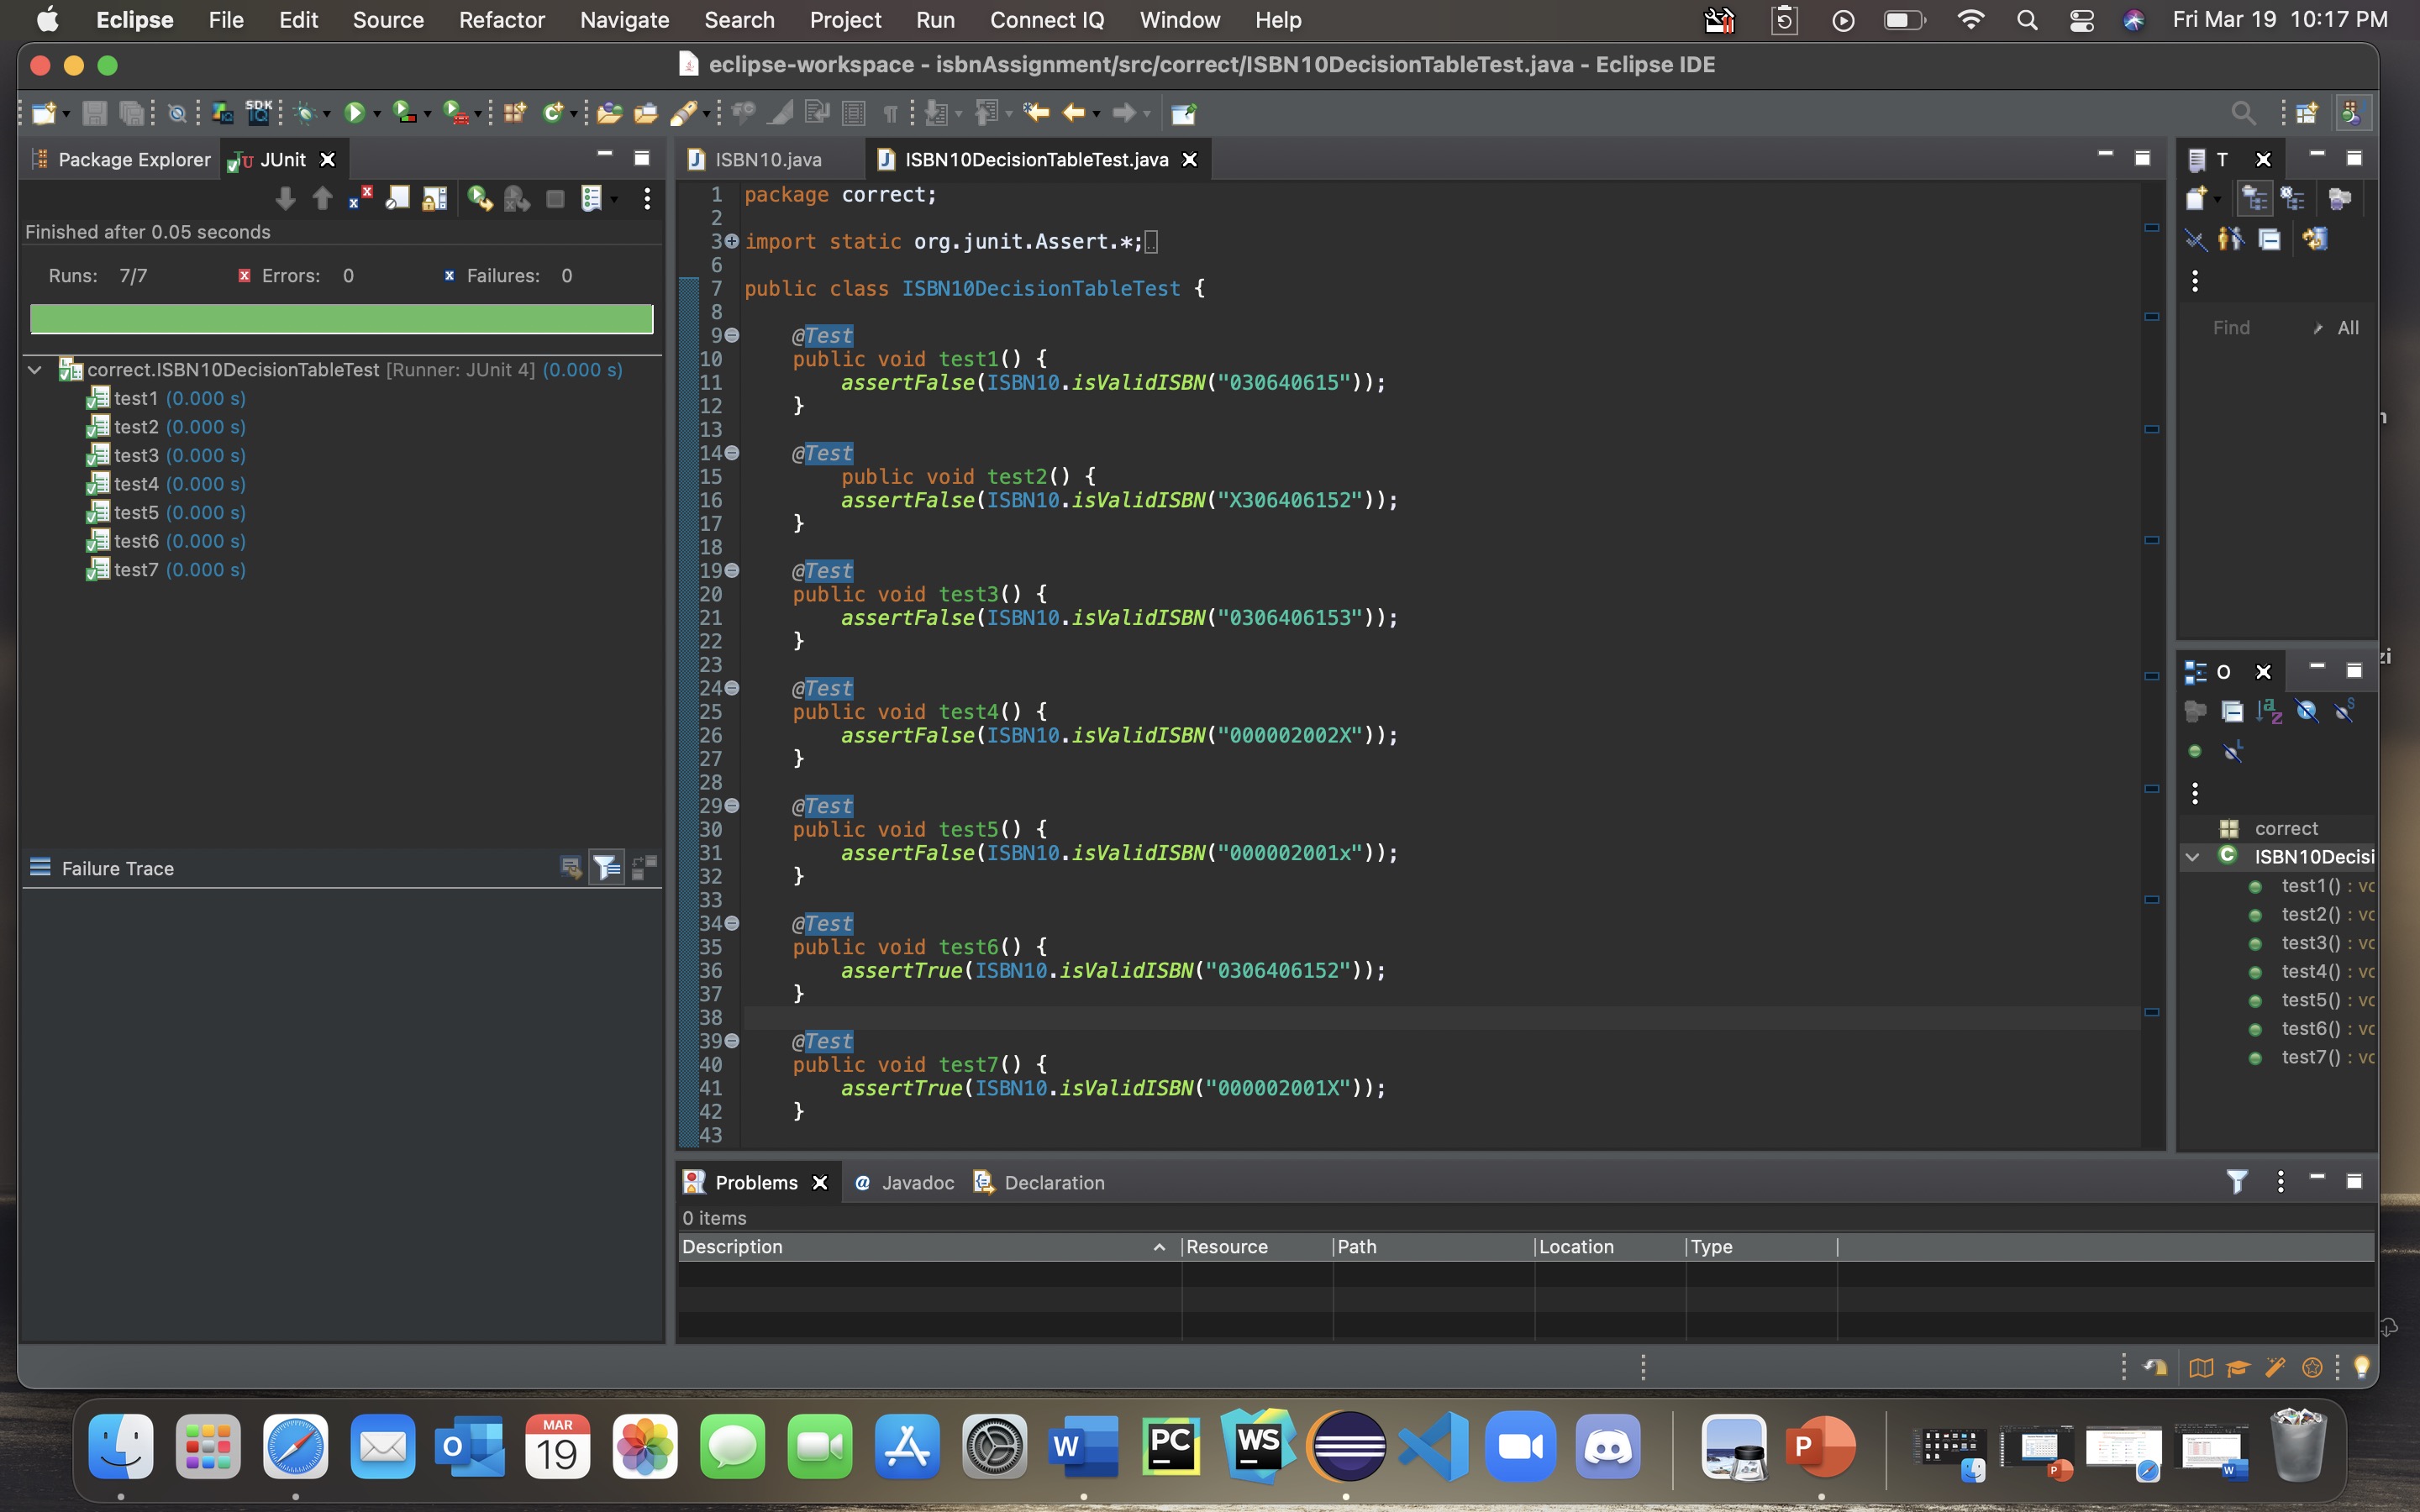 Eclipse File Edit Source Refactor Navigate Search Project Run Connect IQ Window Help Fri Mar 19 10:17 PM
eclipse-workspace - isbnAssignment/src/correct/ISBN10DecisionTableTest.java - Eclipse IDE
SDK
IQ
Package Explorer JUnit
Finished after 0.05 seconds
Runs: 7/7 Errors: 0 Failures: 0
correct.ISBN10DecisionTableTest [Runner: JUnit 4] (0.000 s)
test1 (0.000 s)
test2 (0.000 s)
test3 (0.000 s)
test4 (0.000 s)
test5 (0.000 s)
test6 (0.000 s)
test7 (0.000 s)
Failure Trace
ISBN10.java ISBN10DecisionTableTest.java
1 package correct;
2
3 import static org.junit.Assert.*;
6
7 public class ISBN10DecisionTableTest {
8
9 @Test
10 public void test1() {
11 assertFalse(ISBN10.isValidISBN("030640615"));
12 }
13
14 @Test
15 public void test2() {
16 assertFalse(ISBN10.isValidISBN("X306406152"));
17 }
18
19 @Test
20 public void test3() {
21 assertFalse(ISBN10.isValidISBN("0306406153"));
22 }
23
24 @Test
25 public void test4() {
26 assertFalse(ISBN10.isValidISBN("000002002X"));
27 }
28
29 @Test
30 public void test5() {
31 assertFalse(ISBN10.isValidISBN("000002001x"));
32 }
33
34 @Test
35 public void test6() {
36 assertTrue(ISBN10.isValidISBN("0306406152"));
37 }
38
39 @Test
40 public void test7() {
41 assertTrue(ISBN10.isValidISBN("000002001X"));
42 }
43
T
Find All
O
correct
ISBN10Decisi
test1() : vc
test2() : vc
test3() : vc
test4() : vc
test5() : vc
test6() : vc
test7() : vc
Problems Javadoc Declaration
0 items
Description Resource Path Location Type
MAR
19
W
PC
WS
P